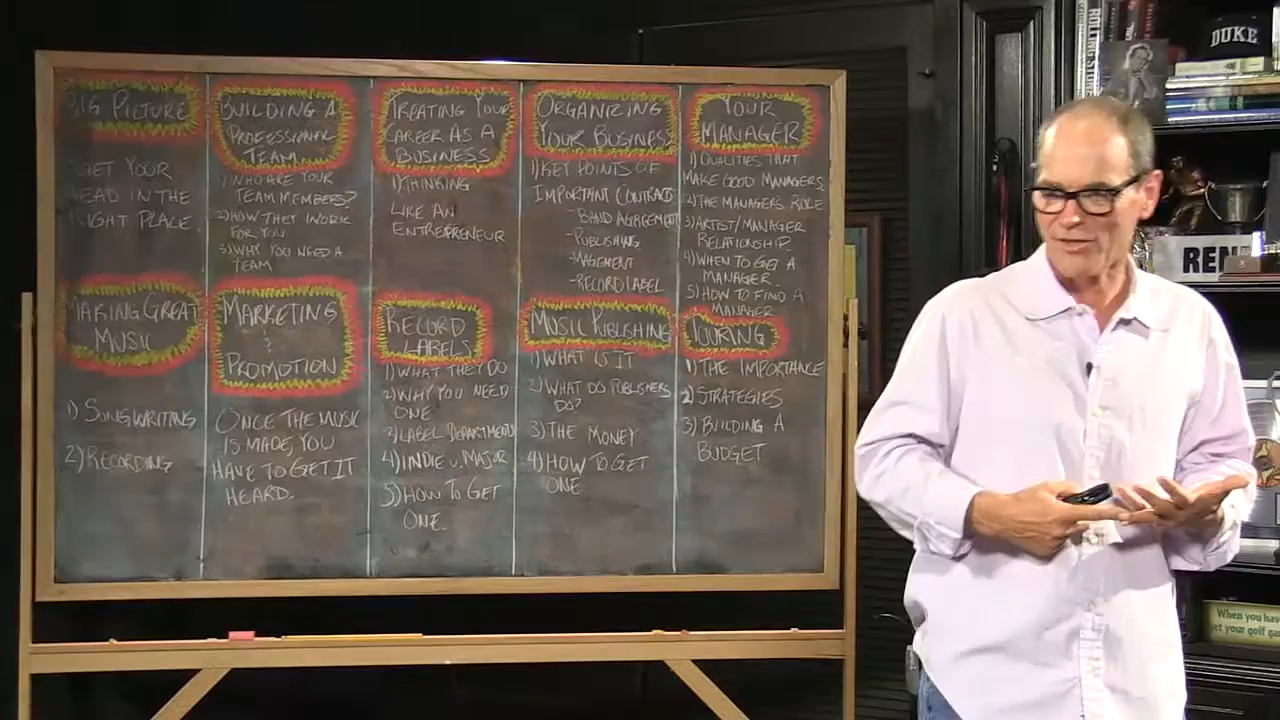 BIG PICTURE
GET YOUR
HEAD IN THE
RIGHT PLACE.
BUILDING A
PROFESSIONAL
TEAM
1) WHO ARE YOUR
TEAM MEMBERS?
2) HOW THEY WORK
FOR YOU
3) WHY YOU NEED A
TEAM
TREATING YOUR
CAREER AS A
BUSINESS
1) THINKING
LIKE AN
ENTREPRENEUR
ORGANIZING
YOUR BUSINESS
1) KEY POINTS OF
IMPORTANT CONTRACTS
- BAND AGREEMENT
- PUBLISHING
- MAGEMENT
- RECORD LABEL
YOUR
MANAGER
1) QUALITIES THAT
MAKE GOOD MANAGERS.
2) THE MANAGERS ROLE
3) ARTIST/MANAGER
RELATIONSHIP.
4) WHEN TO GET A
MANAGER.
5) HOW TO FIND A
MANAGER
MAKING GREAT
MUSIC
1) SONGWRITING
2) RECORDING
MARKETING
&
PROMOTION
ONCE THE MUSIC
IS MADE, YOU
HAVE TO GET IT
HEARD.
RECORD
LABELS
1) WHAT THEY DO
2) WHY YOU NEED
ONE
3) LABEL DEPARTMENTS
4) INDIE v. MAJOR
5) HOW TO GET
ONE.
MUSIC PUBLISHING
1) WHAT IS IT
2) WHAT DO PUBLISHERS
DO?
3) THE MONEY
4) HOW TO GET
ONE
TOURING
1) THE IMPORTANCE
2) STRATEGIES
3) BUILDING A
BUDGET
DUKE
REN
When you have